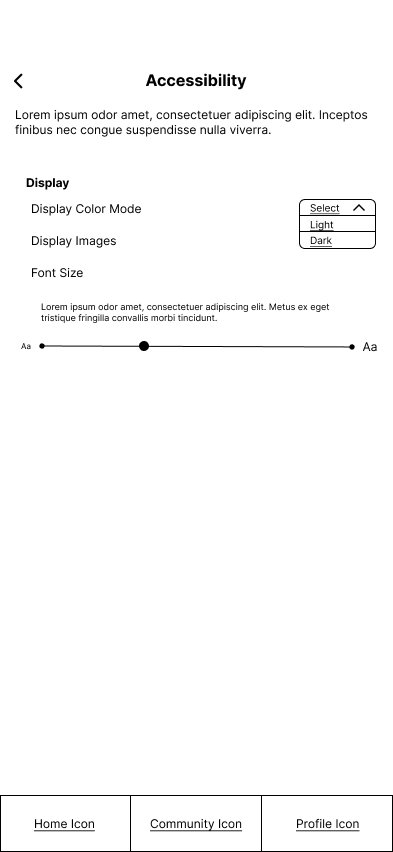 Accessibility
Lorem ipsum odor amet, consectetuer adipiscing elit. Inceptos
finibus nec congue suspendisse nulla viverra.
Display
Display Color Mode
Select
Light
Display Images
Dark
Font Size
Lorem ipsum odor amet, consectetuer adipiscing elit. Metus ex eget
tristique fringilla convallis morbi tincidunt.
Aa
Aa
Home Icon
Community Icon
Profile Icon